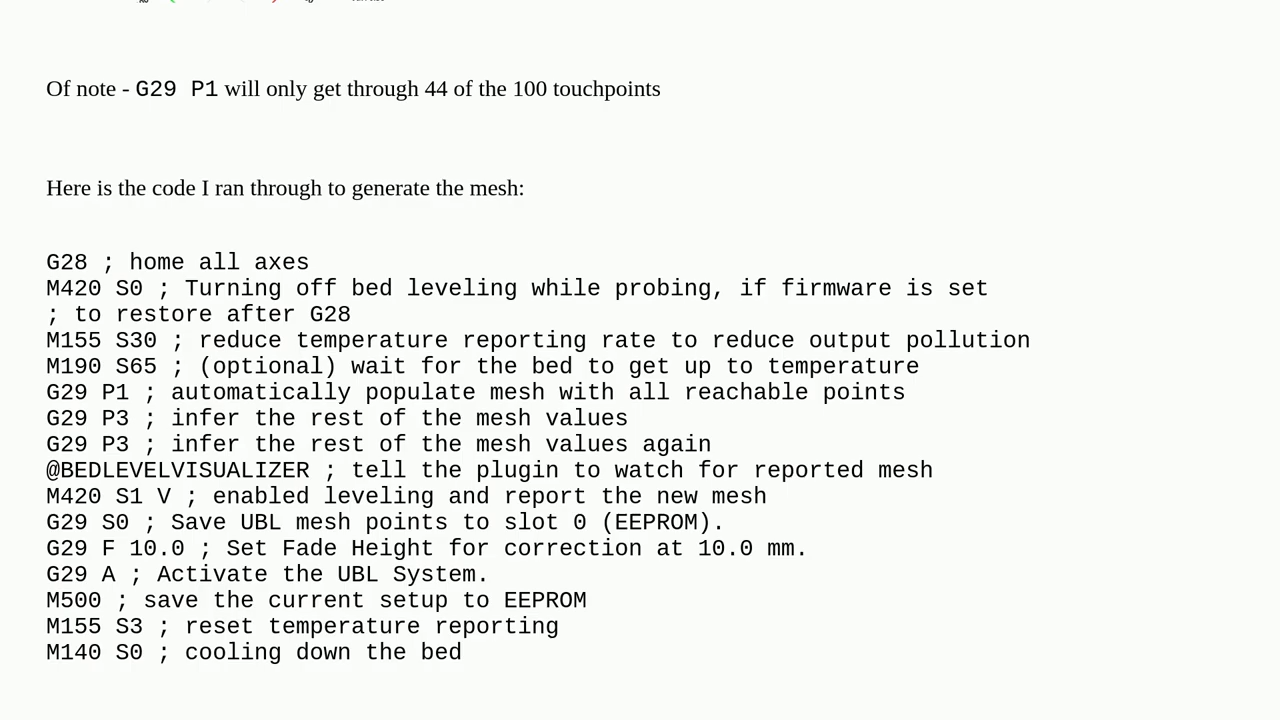 Of note - G29 P1 will only get through 44 of the 100 touchpoints
Here is the code I ran through to generate the mesh:
G28 ; home all axes
M420 S0 ; Turning off bed leveling while probing, if firmware is set
; to restore after G28
M155 S30 ; reduce temperature reporting rate to reduce output pollution
M190 S65 ; (optional) wait for the bed to get up to temperature
G29 P1 ; automatically populate mesh with all reachable points
G29 P3 ; infer the rest of the mesh values
G29 P3 ; infer the rest of the mesh values again
@BEDLEVELVISUALIZER ; tell the plugin to watch for reported mesh
M420 S1 V ; enabled leveling and report the new mesh
G29 S0 ; Save UBL mesh points to slot 0 (EEPROM).
G29 F 10.0 ; Set Fade Height for correction at 10.0 mm.
G29 A ; Activate the UBL System.
M500 ; save the current setup to EEPROM
M155 S3 ; reset temperature reporting
M140 S0 ; cooling down the bed